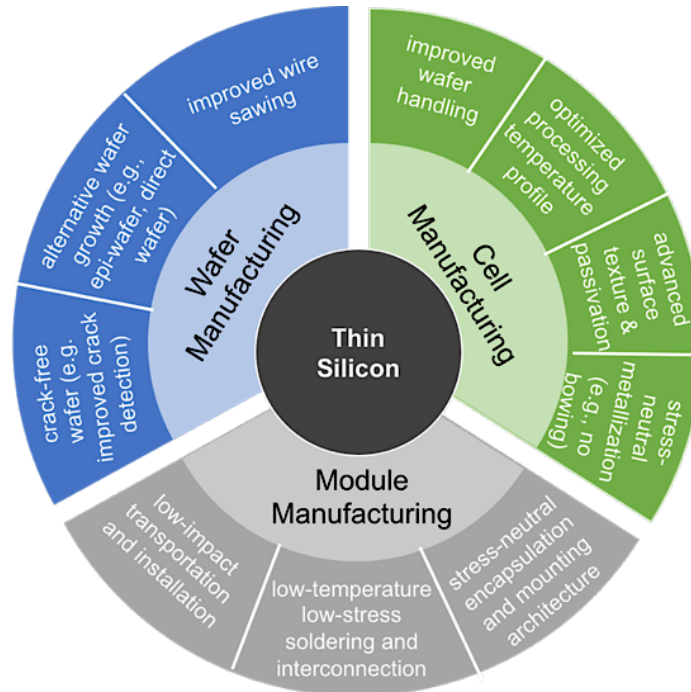 improved wire
sawing
alternative wafer
growth (e.g.,
epi-wafer, direct
wafer)
crack-free
wafer (e.g.
improved crack
detection)
Wafer
Manufacturing
improved
wafer
handling
optimized
processing
temperature
profile
advanced
surface
texture &
passivation
stress-
neutral
metallization
(e.g., no
bowing)
Cell
Manufacturing
Thin
Silicon
Module
Manufacturing
low-impact
transportation
and installation
low-temperature
low-stress
soldering and
interconnection
stress-neutral
encapsulation
and mounting
architecture